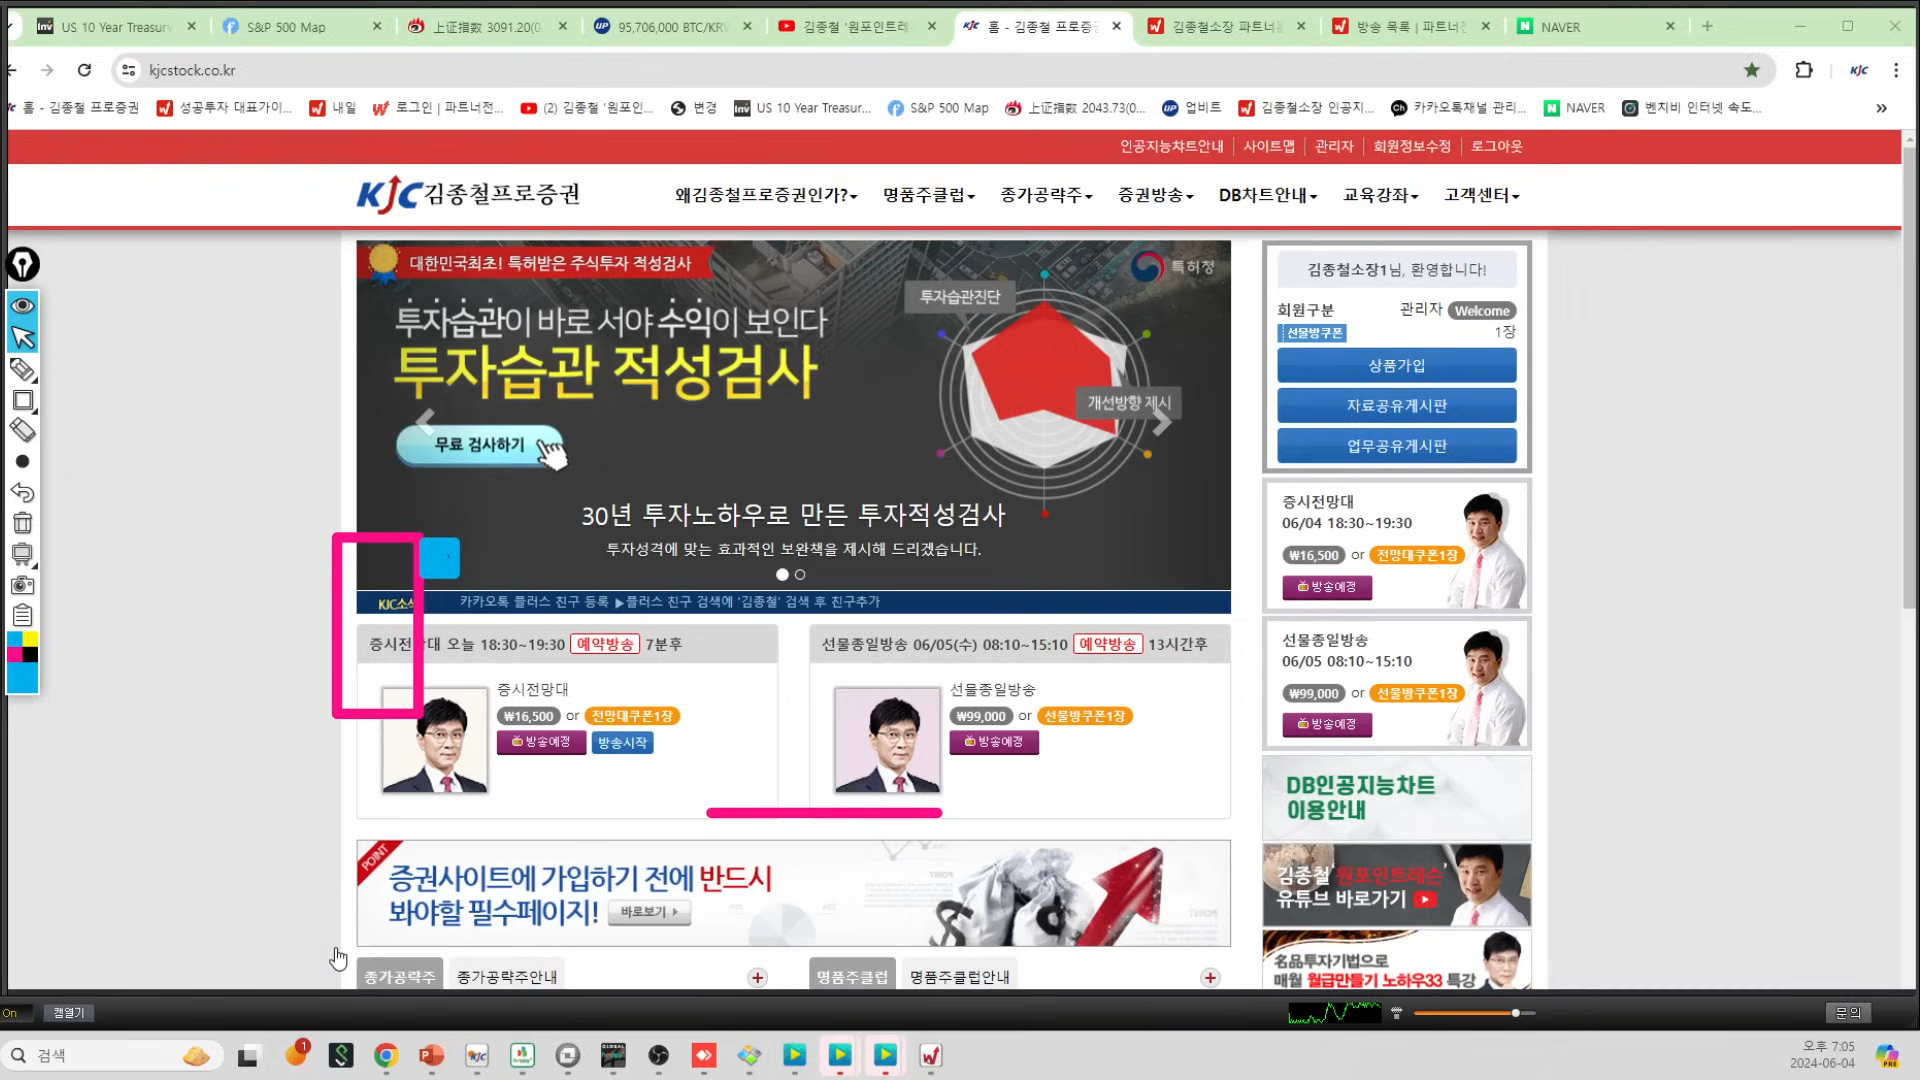 US 10 Year Treasury
S&P 500 Map
上证指数 3091.20(0.
95,706,000 BTC/KRW
김종철 '원포인트레
홈 - 김종철 프로증권
김종철소장 파트너
방송 목록 | 파트너
NAVER
kjcstock.co.kr
홈 - 김종철 프로증권
성공투자 대표가이...
내일
로그인 | 파트너전...
(2) 김종철 '원포인...
변경
US 10 Year Treasur...
S&P 500 Map
上证指数 2043.73(0...
업비트
김종철소장 인공지...
카카오톡채널 관리...
NAVER
벤치비 인터넷 속도...
인공지능챠트안내 사이트맵 관리자 회원정보수정 로그아웃
KJC 김종철프로증권
왜김종철프로증권인가? 명품주클럽 종가공략주 증권방송 DB차트안내 교육강좌 고객센터
대한민국최초! 특허받은 주식투자 적성검사
특허청
투자습관이 바로 서야 수익이 보인다
투자습관 적성검사
무료 검사하기
투자습관진단
개선방향 제시
30년 투자노하우로 만든 투자적성검사
투자성격에 맞는 효과적인 보완책을 제시해 드리겠습니다.
KJC소식
카카오톡 플러스 친구 등록 ▶플러스 친구 검색에 '김종철' 검색 후 친구추가
증시전망대 오늘 18:30~19:30 예약방송 7분후
증시전망대
₩16,500 or 전망대쿠폰1장
방송예정 방송시작
선물종일방송 06/05(수) 08:10~15:10 예약방송 13시간후
선물종일방송
₩99,000 or 선물방쿠폰1장
방송예정
POINT
증권사이트에 가입하기 전에 반드시
봐야할 필수페이지! 바로보기
종가공략주 종가공략주안내
명품주클럽 명품주클럽안내
김종철소장1님, 환영합니다!
회원구분 관리자 Welcome
선물방쿠폰 1장
상품가입
자료공유게시판
업무공유게시판
증시전망대
06/04 18:30~19:30
₩16,500 or 전망대쿠폰1장
방송예정
선물종일방송
06/05 08:10~15:10
₩99,000 or 선물방쿠폰1장
방송예정
DB인공지능차트
이용안내
김종철 '원포인트레슨'
유튜브 바로가기
名品투자기법으로
매월 월급만들기 노하우33 특강
On 캠열기
문의
검색
1
오후 7:05
2024-06-04